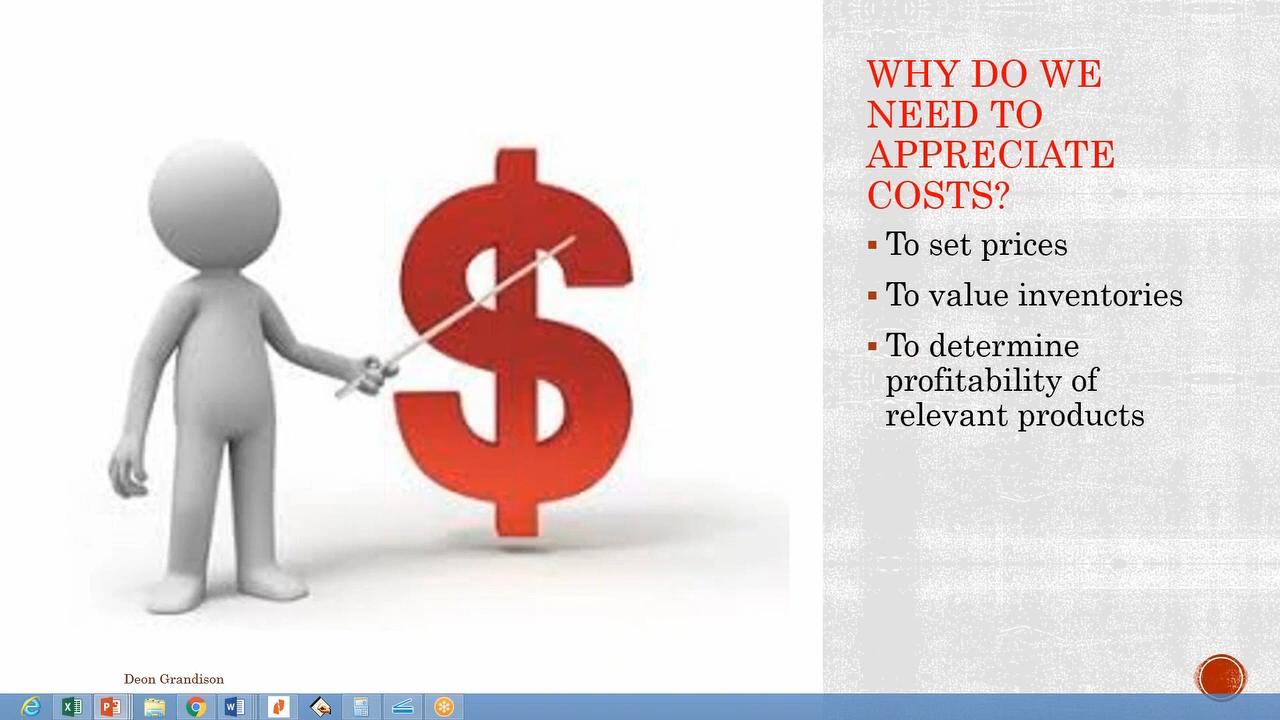 WHY DO WE
NEED TO
APPRECIATE
COSTS?
▪ To set prices
▪ To value inventories
▪ To determine
profitability of
relevant products
Deon Grandison